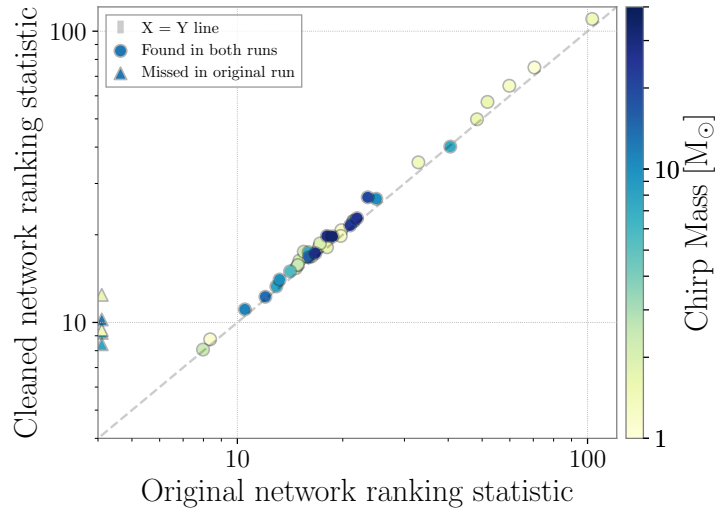 Cleaned network ranking statistic
100
10
X = Y line
Found in both runs
Missed in original run
10
100
Original network ranking statistic
10
1
Chirp Mass [M⊙]